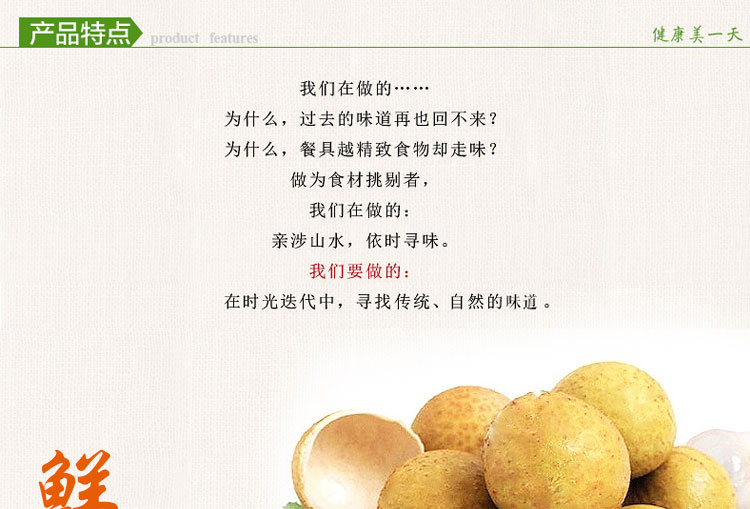 产品特点 product features 健康美一天
我们在做的……
为什么，过去的味道再也回不来？
为什么，餐具越精致食物却走味？
做为食材挑剔者，
我们在做的：
亲涉山水，依时寻味。
我们要做的：
在时光迭代中，寻找传统、自然的味道。
鲜